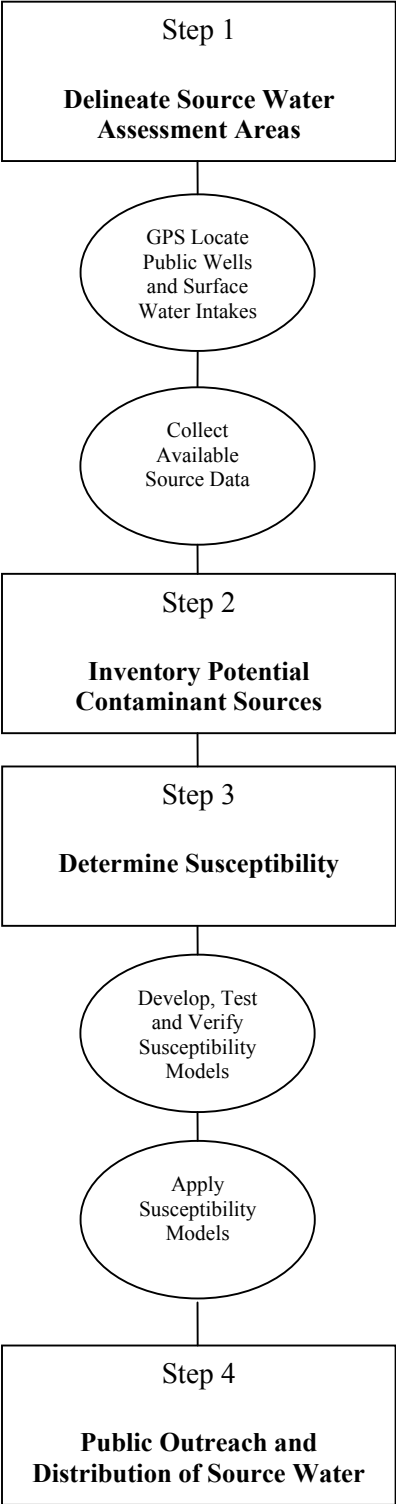 Step 1
Delineate Source Water
Assessment Areas
GPS Locate
Public Wells
and Surface
Water Intakes
Collect
Available
Source Data
Step 2
Inventory Potential
Contaminant Sources
Step 3
Determine Susceptibility
Develop, Test
and Verify
Susceptibility
Models
Apply
Susceptibility
Models
Step 4
Public Outreach and
Distribution of Source Water